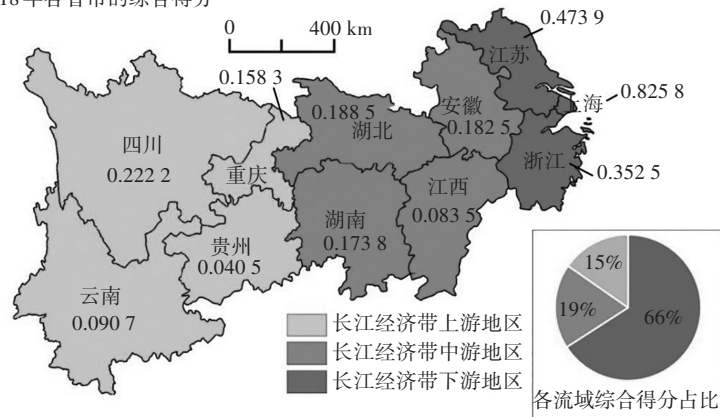 18年各省市的综合得分
0 400 km
0.473 9
江苏
0.158 3
0.825 8
上海
安徽
0.182 5
0.188 5
湖北
四川
0.222 2
重庆
浙江
0.352 5
江西
0.083 5
湖南
0.173 8
贵州
0.040 5
云南
0.090 7
长江经济带上游地区
长江经济带中游地区
长江经济带下游地区
15%
19%
66%
各流域综合得分占比